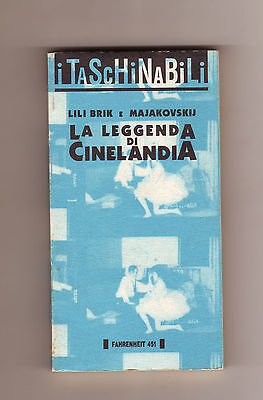 i TASCHiNABiLi
LILI BRIK E MAJAKOVSKIJ
LA LEGGENDA
DI
CINELANDIA
FAHRENHEIT 451